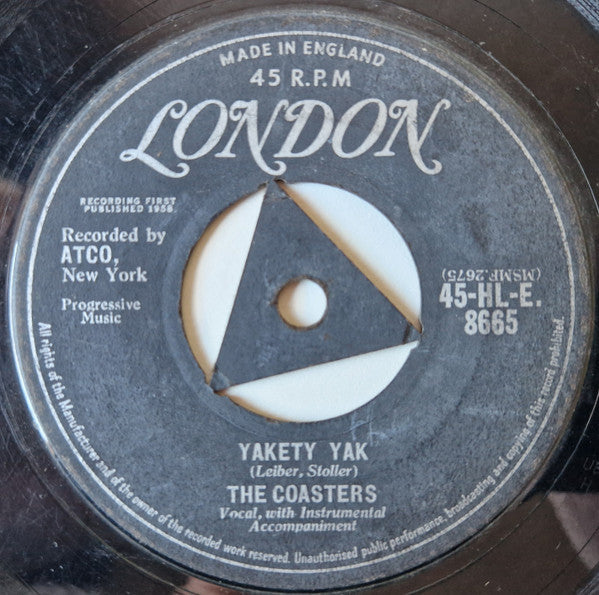 MADE IN ENGLAND
45 R.P.M
LONDON
RECORDING FIRST
PUBLISHED 1958.
Recorded by
ATCO,
New York
Progressive
Music
(MSMF.2675)
45-HL-E.
8665
YAKETY YAK
(Leiber, Stoller)
THE COASTERS
Vocal, with Instrumental
Accompaniment
All rights of the Manufacturer and of the owner of the recorded work reserved. Unauthorised public performance, broadcasting and copying of this record prohibited.